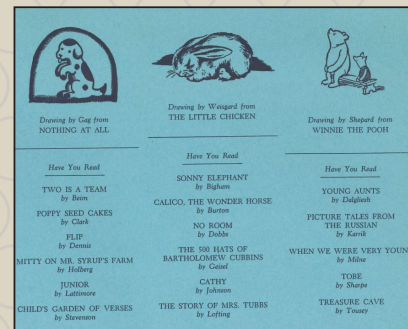 Drawing by Gag from
NOTHING AT ALL
Have You Read
TWO IS A TEAM
by Beim
POPPY SEED CAKES
by Clark
FLIP
by Dennis
MITTY ON MR. SYRUP'S FARM
by Holberg
JUNIOR
by Lattimore
CHILD'S GARDEN OF VERSES
by Stevenson
Drawing by Weisgard from
THE LITTLE CHICKEN
Have You Read
SONNY ELEPHANT
by Bigham
CALICO, THE WONDER HORSE
by Burton
NO ROOM
by Dobbs
THE 500 HATS OF
BARTHOLOMEW CUBBINS
by Geisel
CATHY
by Johnson
THE STORY OF MRS. TUBBS
by Lofting
Drawing by Shepard from
WINNIE THE POOH
Have You Read
YOUNG AUNTS
by Dalgliesh
PICTURE TALES FROM
THE RUSSIAN
by Karrik
WHEN WE WERE VERY YOUN
by Milne
TOBE
by Sharpe
TREASURE CAVE
by Tousey